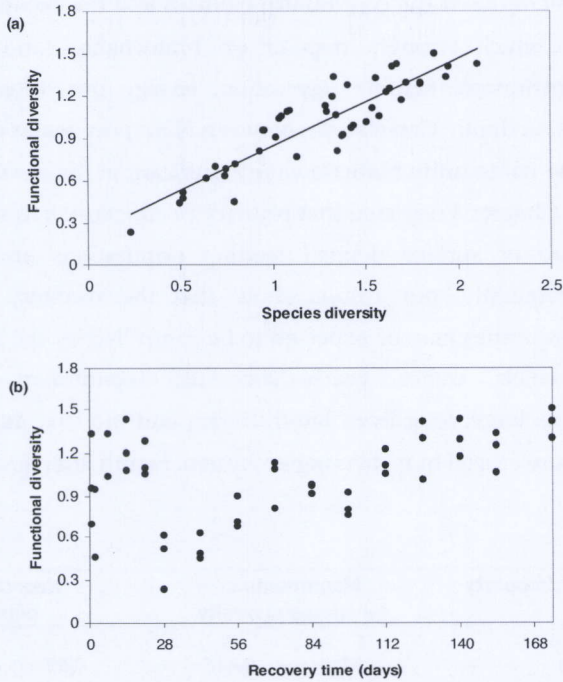 (a)
1.8
1.5
1.2
0.9
0.6
0.3
0
Functional diversity
0 0.5 1 1.5 2 2.5
Species diversity
(b)
1.8
1.5
1.2
0.9
0.6
0.3
0
Functional diversity
0 28 56 84 112 140 168
Recovery time (days)